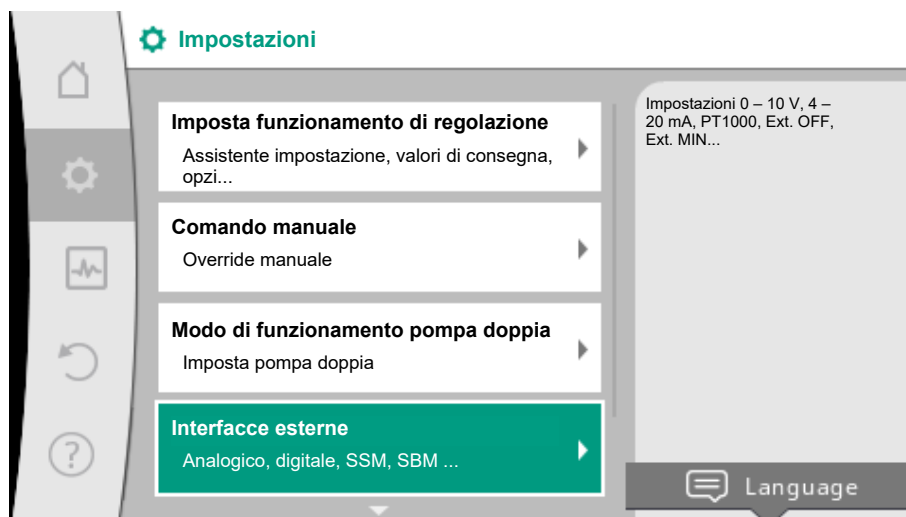 Impostazioni
Imposta funzionamento di regolazione
Assistente impostazione, valori di consegna,
opzi...
Comando manuale
Override manuale
Modo di funzionamento pompa doppia
Imposta pompa doppia
Interfacce esterne
Analogico, digitale, SSM, SBM ...
Impostazioni 0 – 10 V, 4 –
20 mA, PT1000, Ext. OFF,
Ext. MIN...
?
Language